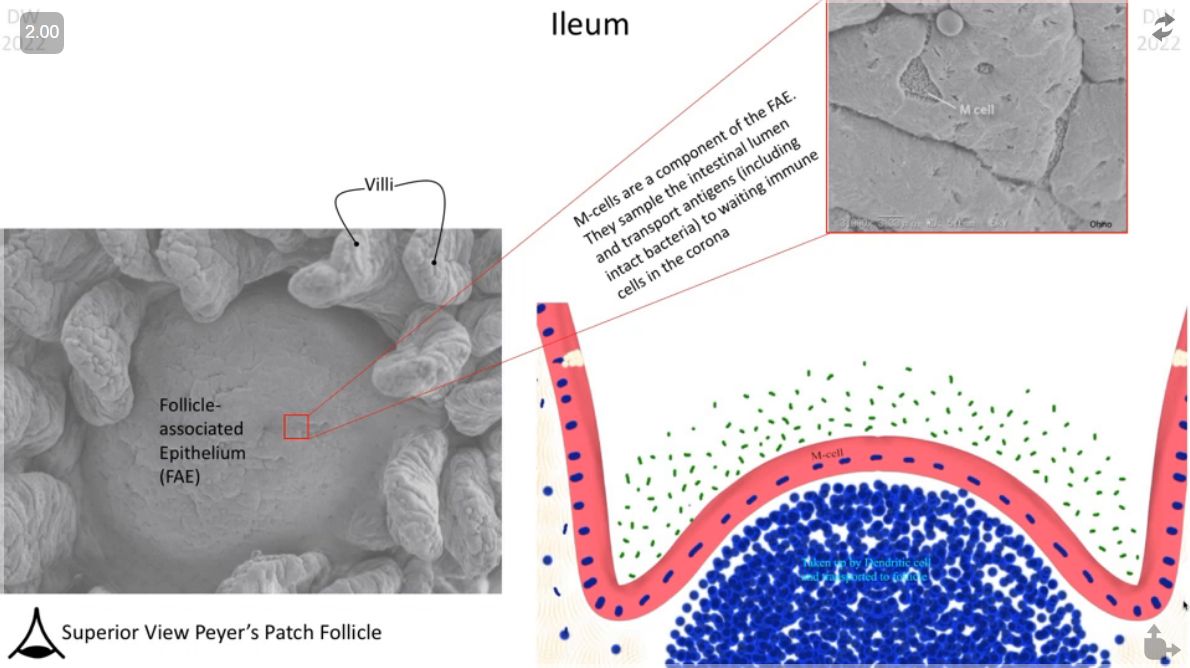 DW
2022
2.00
Ileum
DW
2022
M cell
Ohno
M-cells are a component of the FAE.
They sample the intestinal lumen
and transport antigens (including
intact bacteria) to waiting immune
cells in the corona
Villi
Follicle-
associated
Epithelium
(FAE)
M-cell
Taken up by Dendritic cell
and transported to follicle
Superior View Peyer's Patch Follicle